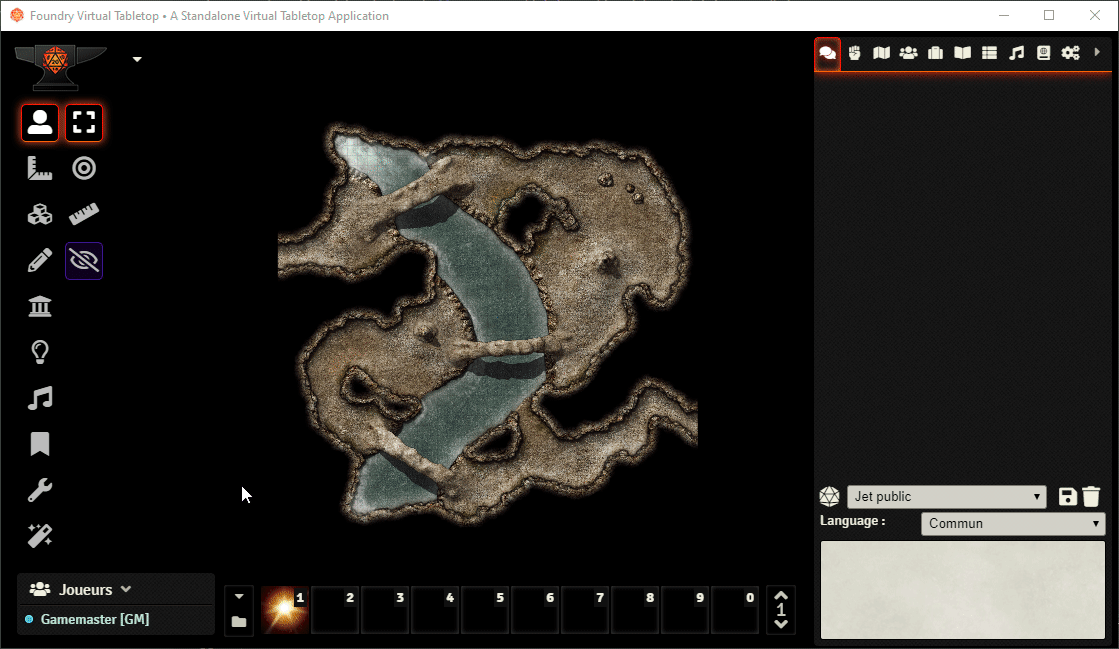 Foundry Virtual Tabletop • A Standalone Virtual Tabletop Application
Jet public
Language :
Commun
Joueurs
Gamemaster [GM]
1 2 3 4 5 6 7 8 9 0
1